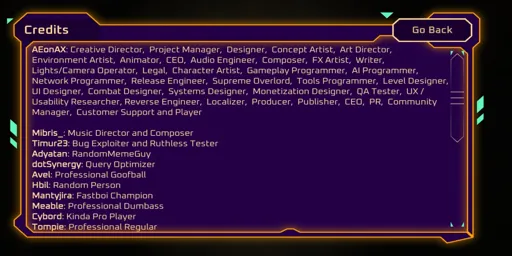 Credits
Go Back
AEonAX: Creative Director, Project Manager, Designer, Concept Artist, Art Director,
Environment Artist, Animator, CEO, Audio Engineer, Composer, FX Artist, Writer,
Lights/Camera Operator, Legal, Character Artist, Gameplay Programmer, AI Programmer,
Network Programmer, Release Engineer, Supreme Overlord, Tools Programmer, Level Designer,
UI Designer, Combat Designer, Systems Designer, Monetization Designer, QA Tester, UX /
Usability Researcher, Reverse Engineer, Localizer, Producer, Publisher, CEO, PR, Community
Manager, Customer Support and Player
Mibris_: Music Director and Composer
Timur23: Bug Exploiter and Ruthless Tester
Adyatan: RandomMemeGuy
dotSynergy: Query Optimizer
Avel: Professional Goofball
Hbil: Random Person
Mantyjira: Fastboi Champion
Meable: Professional Dumbass
Cybord: Kinda Pro Player
Tompie: Professional Regular